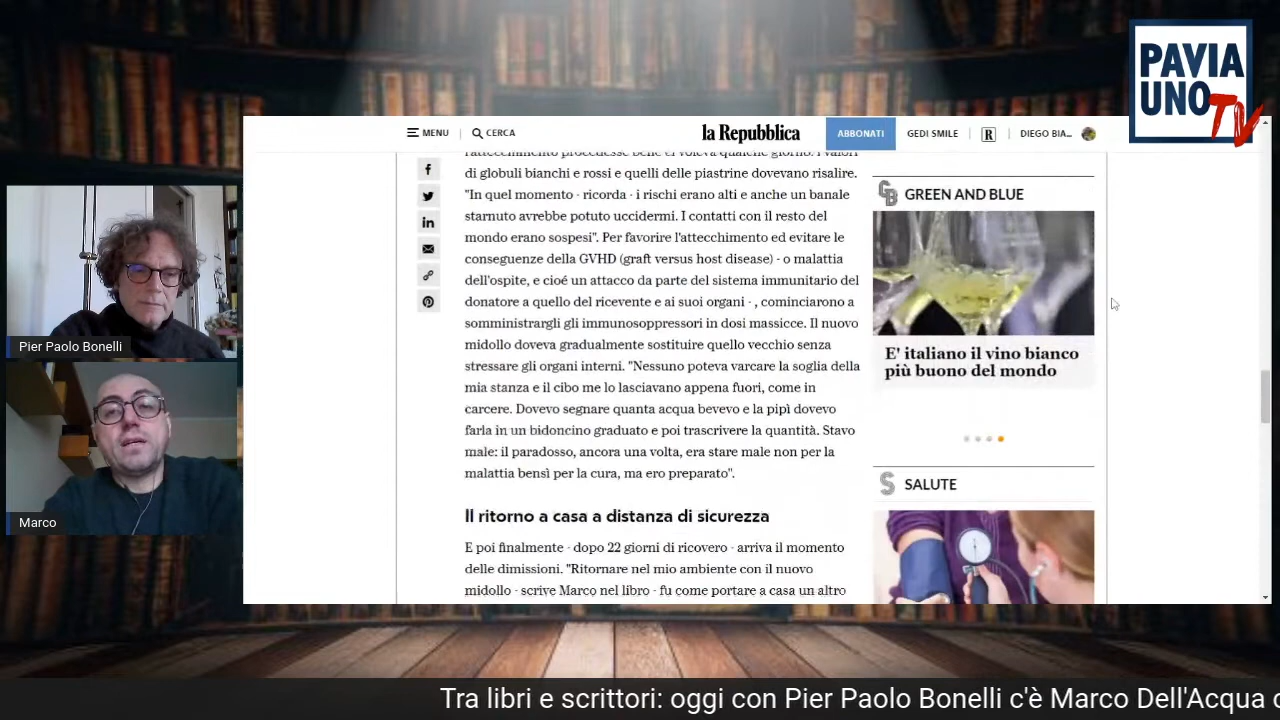 PAVIA
UNO TV
MENU
CERCA
la Repubblica
ABBONATI
GEDI SMILE
R
DIEGO BIA...
l'attecchimento procedesse bene ci voleva qualche giorno. I valori
di globuli bianchi e rossi e quelli delle piastrine dovevano risalire.
"In quel momento - ricorda - i rischi erano alti e anche un banale
starnuto avrebbe potuto uccidermi. I contatti con il resto del
mondo erano sospesi". Per favorire l'attecchimento ed evitare le
conseguenze della GVHD (graft versus host disease) - o malattia
dell'ospite, e cioé un attacco da parte del sistema immunitario del
donatore a quello del ricevente e ai suoi organi - , cominciarono a
somministrargli gli immunosoppressori in dosi massicce. Il nuovo
midollo doveva gradualmente sostituire quello vecchio senza
stressare gli organi interni. "Nessuno poteva varcare la soglia della
mia stanza e il cibo me lo lasciavano appena fuori, come in
carcere. Dovevo segnare quanta acqua bevevo e la pipì dovevo
farla in un bidoncino graduato e poi trascrivere la quantità. Stavo
male: il paradosso, ancora una volta, era stare male non per la
malattia bensì per la cura, ma ero preparato".
Il ritorno a casa a distanza di sicurezza
E poi finalmente - dopo 22 giorni di ricovero - arriva il momento
delle dimissioni. "Ritornare nel mio ambiente con il nuovo
midollo - scrive Marco nel libro - fu come portare a casa un altro
GB GREEN AND BLUE
E' italiano il vino bianco
più buono del mondo
S SALUTE
Pier Paolo Bonelli
Marco
Tra libri e scrittori: oggi con Pier Paolo Bonelli c'è Marco Dell'Acqua